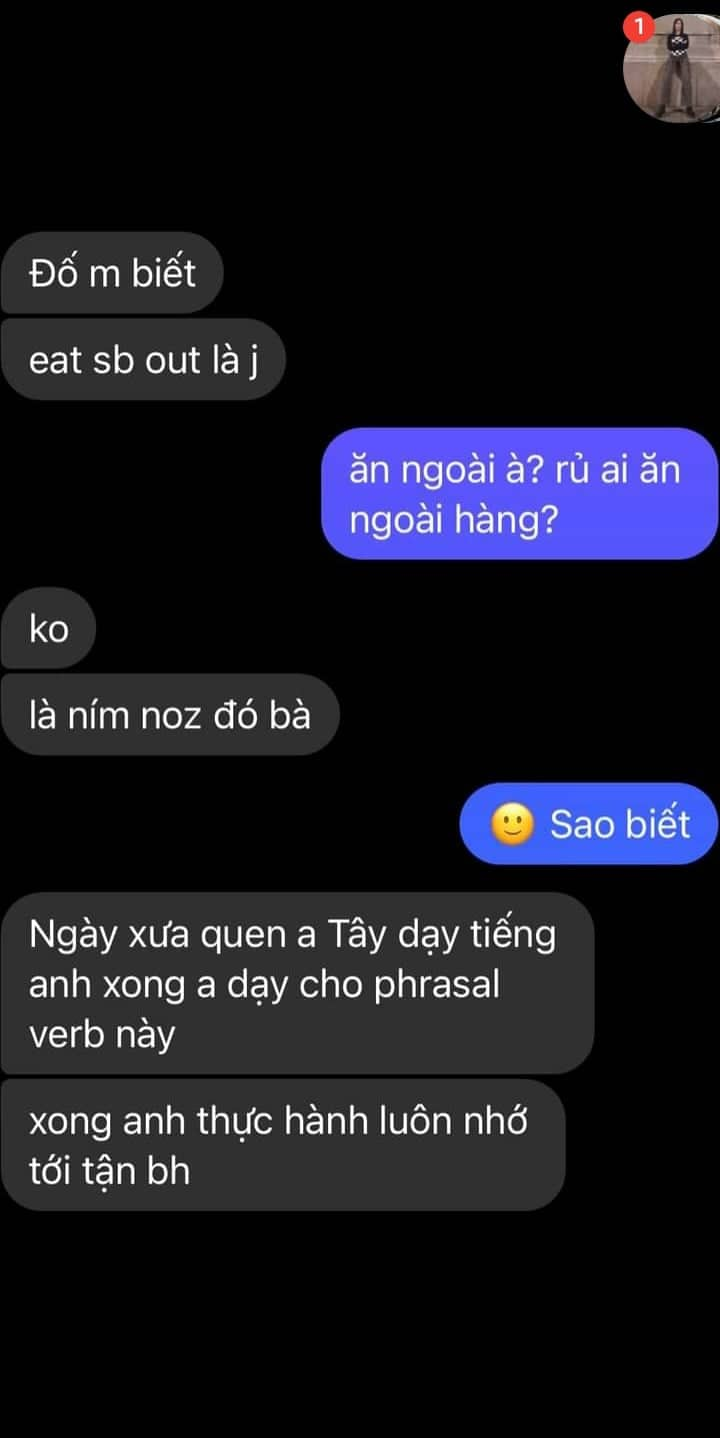 1
Đố m biết
eat sb out là j
ăn ngoài à? rủ ai ăn
ngoài hàng?
ko
là ním noz đó bà
🙂 Sao biết
Ngày xưa quen a Tây dạy tiếng
anh xong a dạy cho phrasal
verb này
xong anh thực hành luôn nhớ
tới tận bh